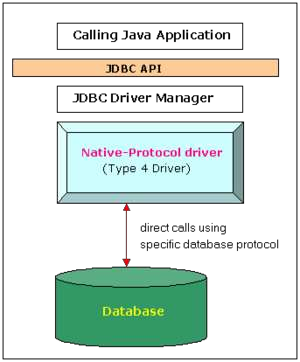 Calling Java Application
JDBC API
JDBC Driver Manager
Native-Protocol driver
(Type 4 Driver)
direct calls using
specific database protocol
Database